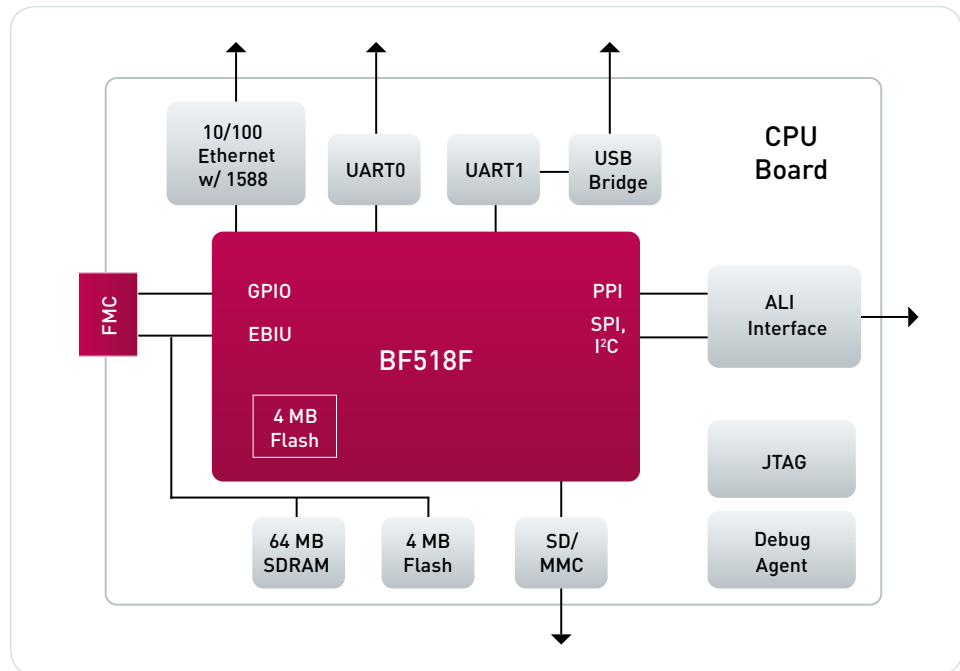 10/100
Ethernet
w/ 1588
UART0
UART1
USB
Bridge
CPU
Board
FMC
GPIO
EBIU
BF518F
4 MB
Flash
PPI
SPI,
I²C
ALI
Interface
JTAG
Debug
Agent
64 MB
SDRAM
4 MB
Flash
SD/
MMC